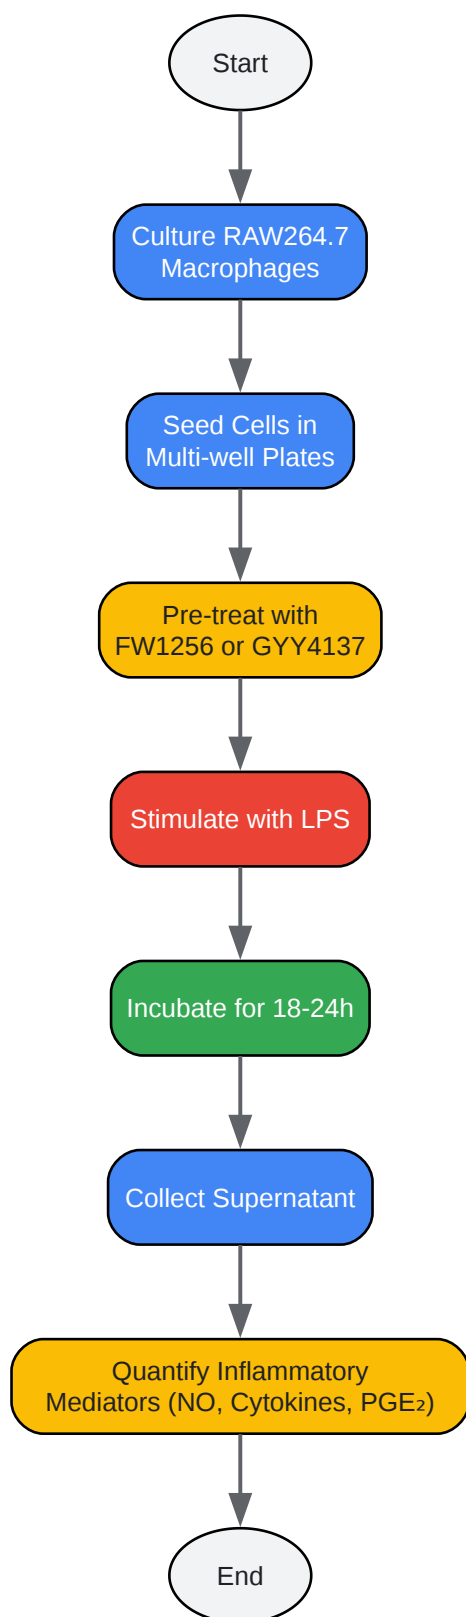 Start
Culture RAW264.7
Macrophages
Seed Cells in
Multi-well Plates
Pre-treat with
FW1256 or GYY4137
Stimulate with LPS
Incubate for 18-24h
Collect Supernatant
Quantify Inflammatory
Mediators (NO, Cytokines, PGE₂)
End